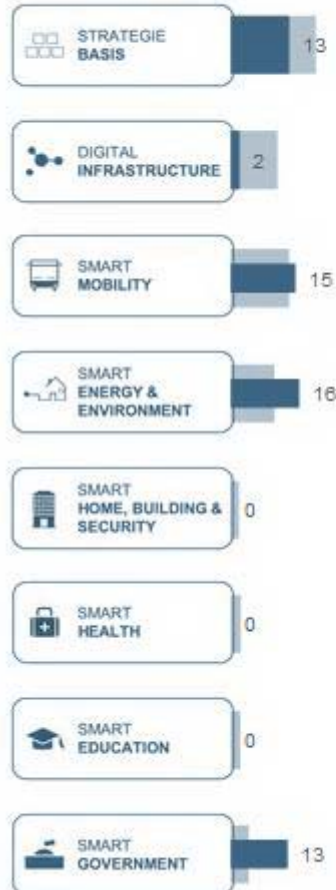 STRATEGIE
BASIS
13
DIGITAL
INFRASTRUCTURE
2
SMART
MOBILITY
15
SMART
ENERGY &
ENVIRONMENT
16
SMART
HOME, BUILDING &
SECURITY
0
SMART
HEALTH
0
SMART
EDUCATION
0
SMART
GOVERNMENT
13